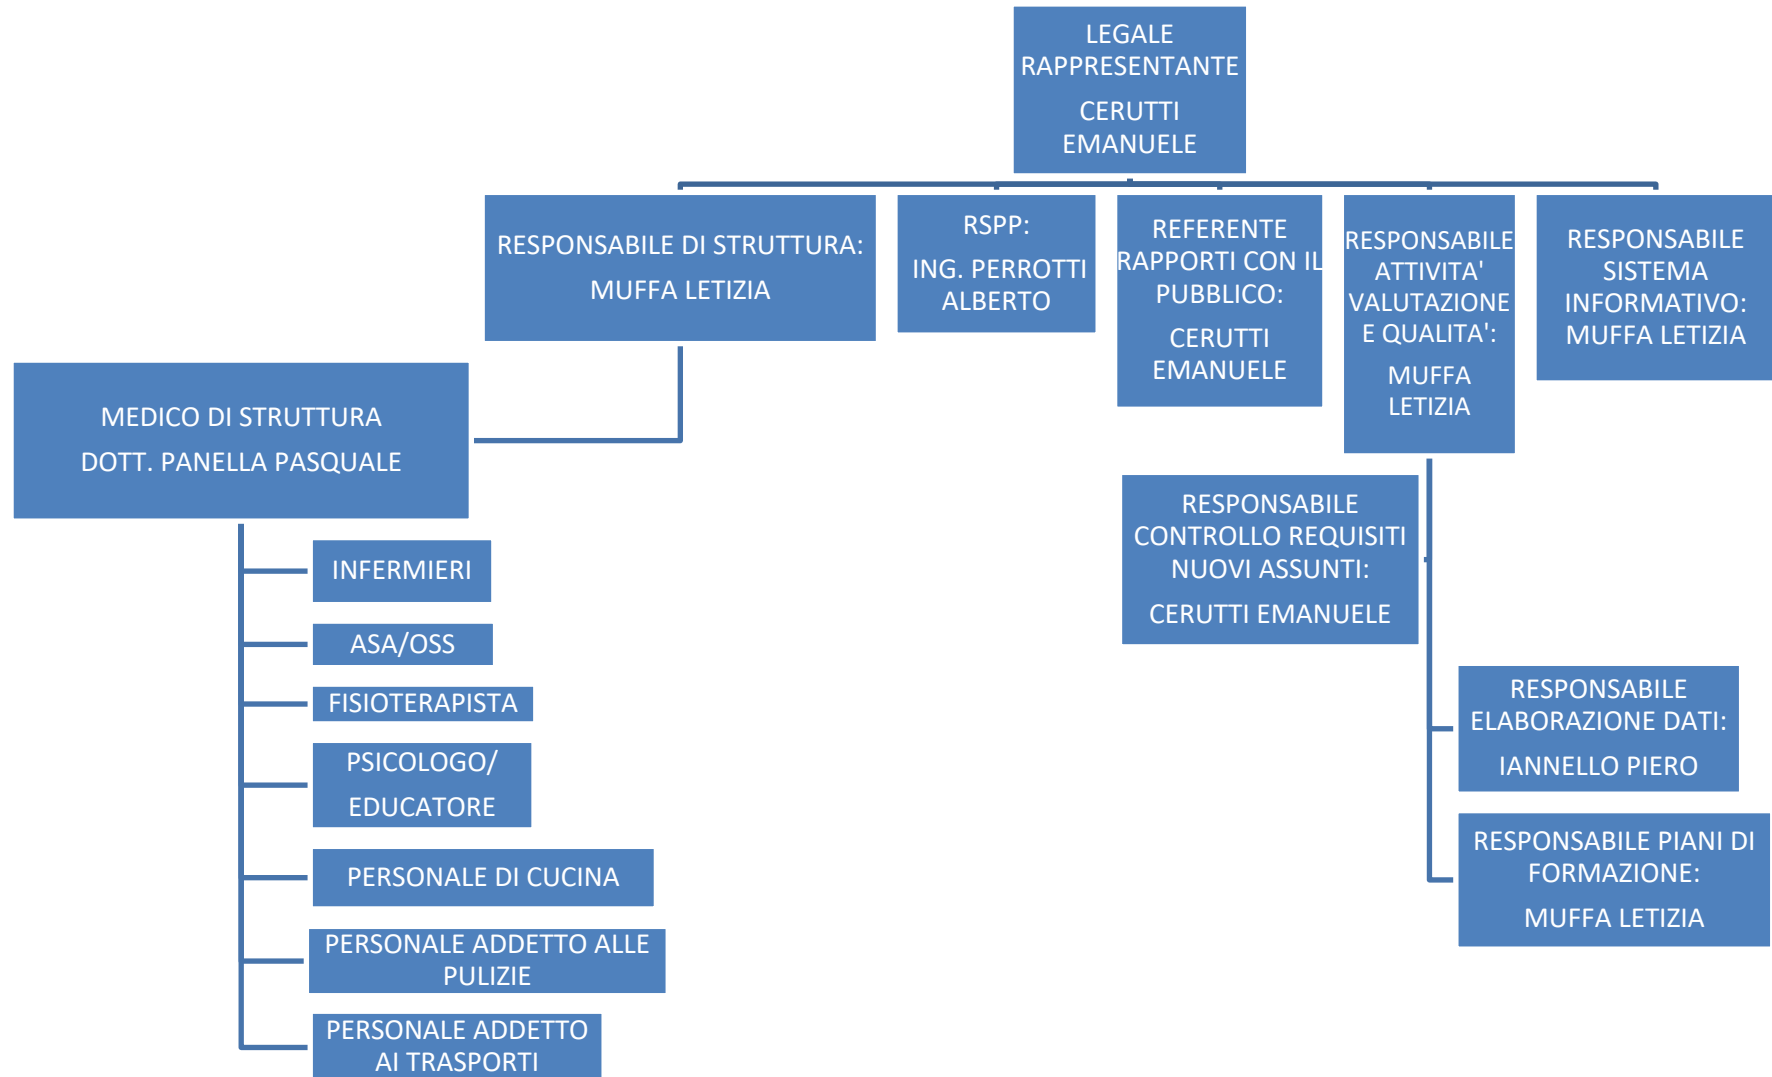 LEGALE
RAPPRESENTANTE
CERUTTI
EMANUELE
RESPONSABILE DI STRUTTURA:
MUFFA LETIZIA
RSPP:
ING. PERROTTI
ALBERTO
REFERENTE
RAPPORTI CON IL
PUBBLICO:
CERUTTI
EMANUELE
RESPONSABILE
ATTIVITA'
VALUTAZIONE
E QUALITA':
MUFFA
LETIZIA
RESPONSABILE
SISTEMA
INFORMATIVO:
MUFFA LETIZIA
MEDICO DI STRUTTURA
DOTT. PANELLA PASQUALE
INFERMIERI
ASA/OSS
FISIOTERAPISTA
PSICOLOGO/
EDUCATORE
PERSONALE DI CUCINA
PERSONALE ADDETTO ALLE
PULIZIE
PERSONALE ADDETTO
AI TRASPORTI
RESPONSABILE
CONTROLLO REQUISITI
NUOVI ASSUNTI:
CERUTTI EMANUELE
RESPONSABILE
ELABORAZIONE DATI:
IANNELLO PIERO
RESPONSABILE PIANI DI
FORMAZIONE:
MUFFA LETIZIA